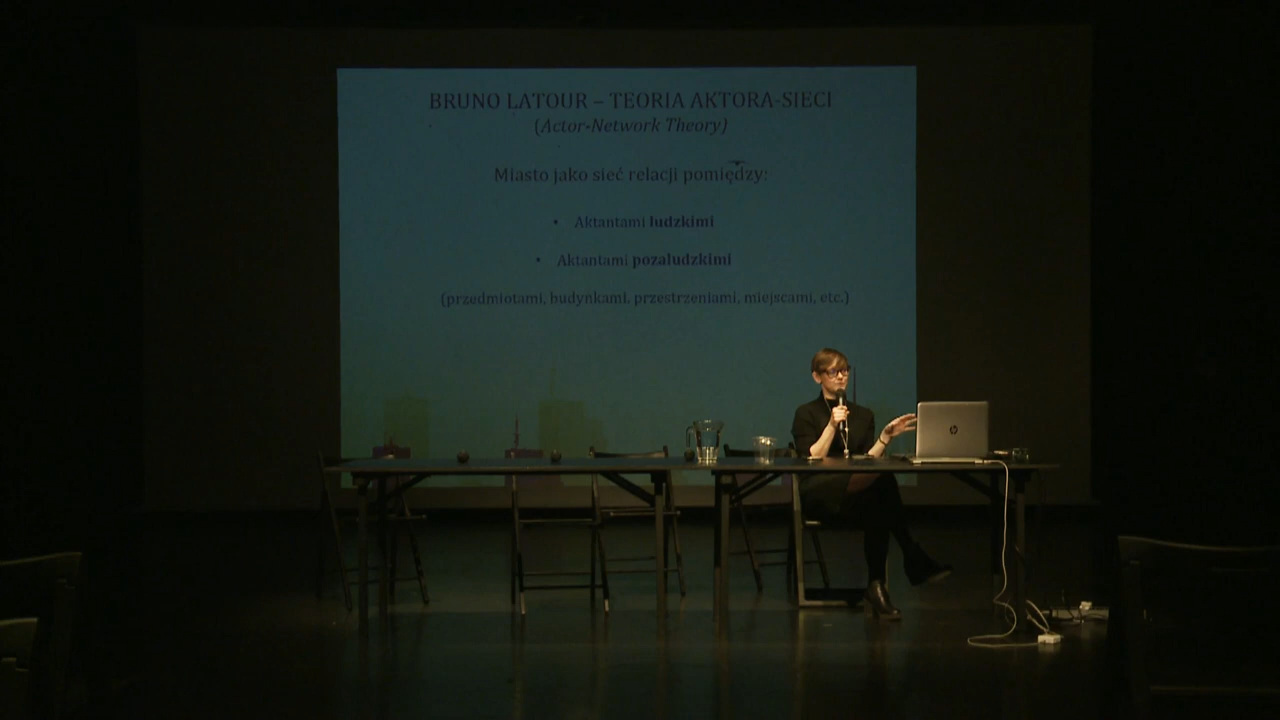 BRUNO LATOUR – TEORIA AKTORA-SIECI
(Actor-Network Theory)
Miasto jako sieć relacji pomiędzy:
• Aktantami ludzkimi
• Aktantami pozaludzkimi
(przedmiotami, budynkami, przestrzeniami, miejscami, etc.)
hp